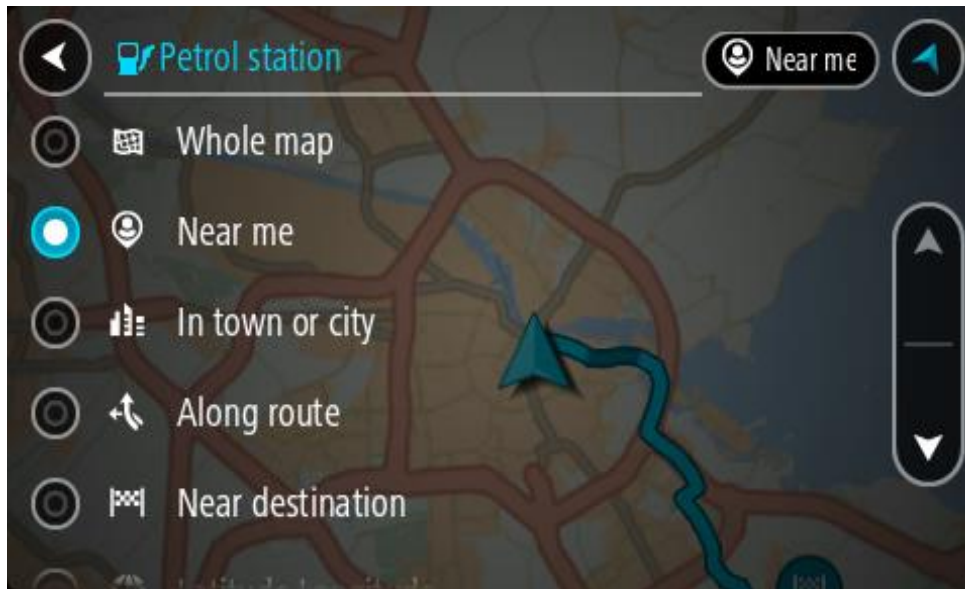 Petrol station
Near me
Whole map
Near me
In town or city
Along route
Near destination